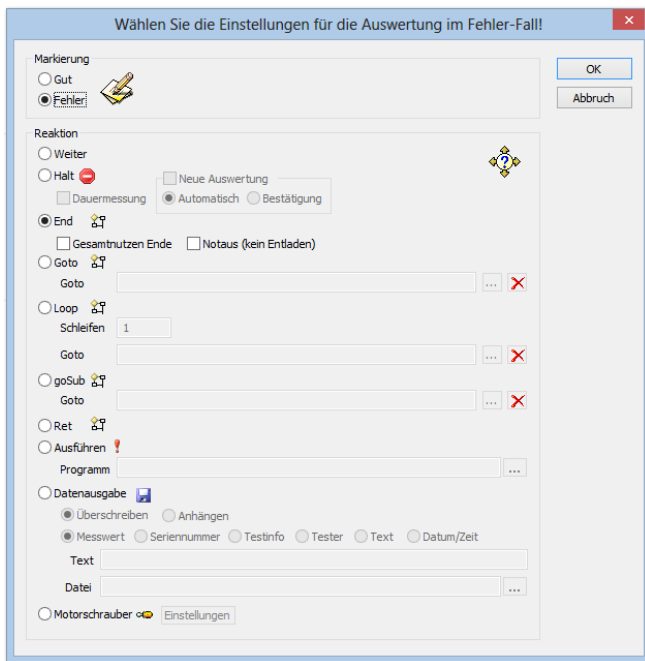 Wählen Sie die Einstellungen für die Auswertung im Fehler-Fall!
Markierung
Gut
Fehler
OK
Abbruch
Reaktion
Weiter
Halt
Neue Auswertung
Dauermessung
Automatisch Bestätigung
End
Gesamtnutzen Ende Notaus (kein Entladen)
Goto
Goto ...
Loop
Schleifen 1
Goto ...
goSub
Goto ...
Ret
Ausführen
Programm ...
Datenausgabe
Überschreiben Anhängen
Messwert Seriennummer Testinfo Tester Text Datum/Zeit
Text
Datei ...
Motorschrauber Einstellungen